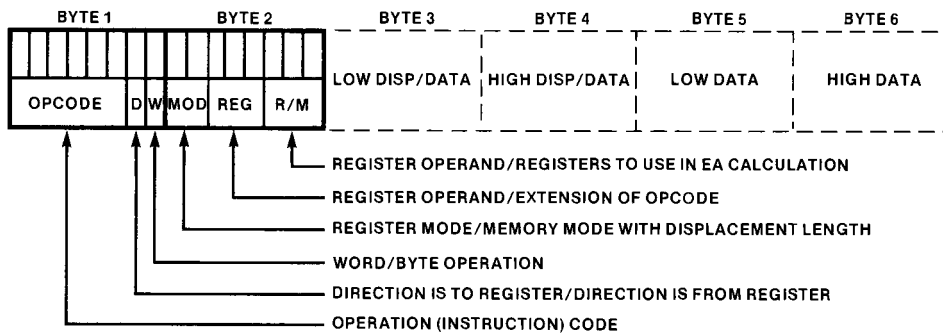 BYTE 1 BYTE 2 BYTE 3 BYTE 4 BYTE 5 BYTE 6
LOW DISP/DATA HIGH DISP/DATA LOW DATA HIGH DATA
OPCODE D W MOD REG R/M
REGISTER OPERAND/REGISTERS TO USE IN EA CALCULATION
REGISTER OPERAND/EXTENSION OF OPCODE
REGISTER MODE/MEMORY MODE WITH DISPLACEMENT LENGTH
WORD/BYTE OPERATION
DIRECTION IS TO REGISTER/DIRECTION IS FROM REGISTER
OPERATION (INSTRUCTION) CODE